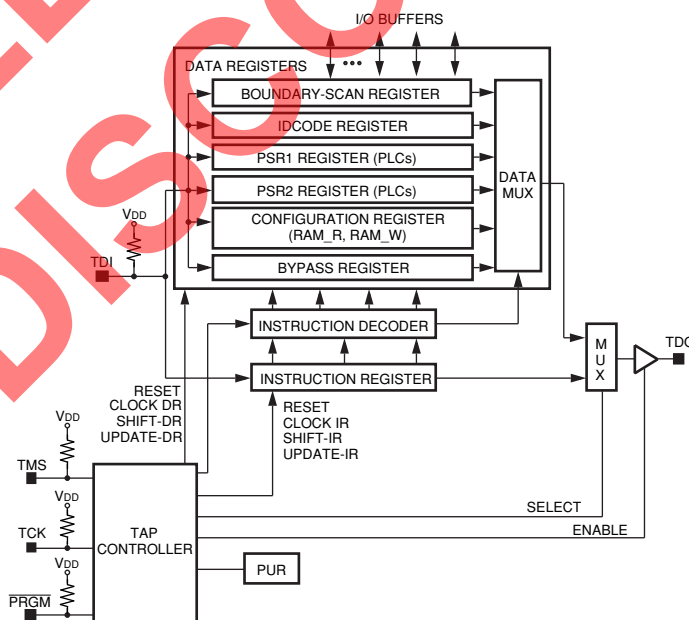 I/O BUFFERS
DATA REGISTERS
BOUNDARY-SCAN REGISTER
IDCODE REGISTER
PSR1 REGISTER (PLCs)
DATA
MUX
PSR2 REGISTER (PLCs)
CONFIGURATION REGISTER
(RAM_R, RAM_W)
BYPASS REGISTER
VDD
TDI
INSTRUCTION DECODER
INSTRUCTION REGISTER
M
U
X
TDO
RESET
CLOCK DR
SHIFT-DR
UPDATE-DR
RESET
CLOCK IR
SHIFT-IR
UPDATE-IR
VDD
TMS
VDD
TCK
VDD
PRGM
TAP
CONTROLLER
SELECT
ENABLE
PUR
DISCO